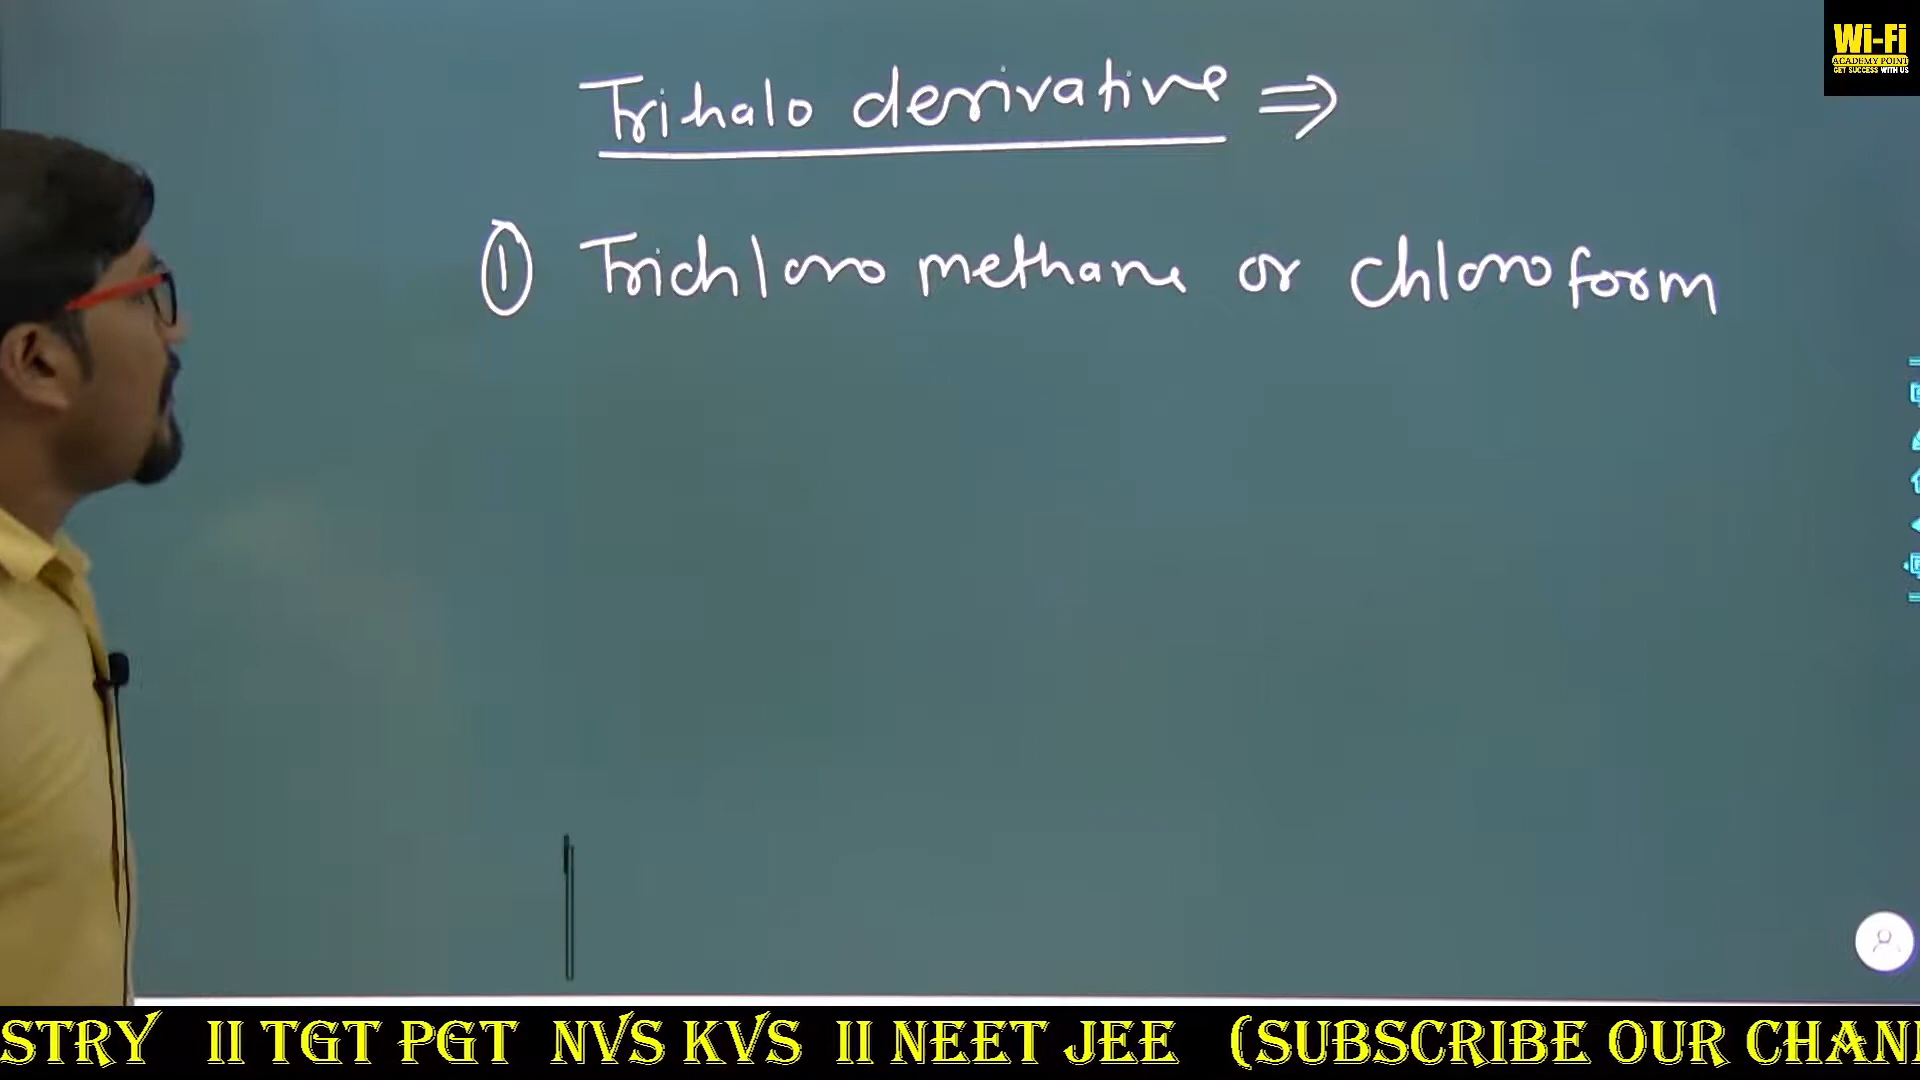 Wi-Fi
ACADEMY POINT
GET SUCCESS WITH US
Trihalo derivative ⇒
① Trichloro methane or chloroform
STRY II TGT PGT NVS KVS II NEET JEE (SUBSCRIBE OUR CHAN